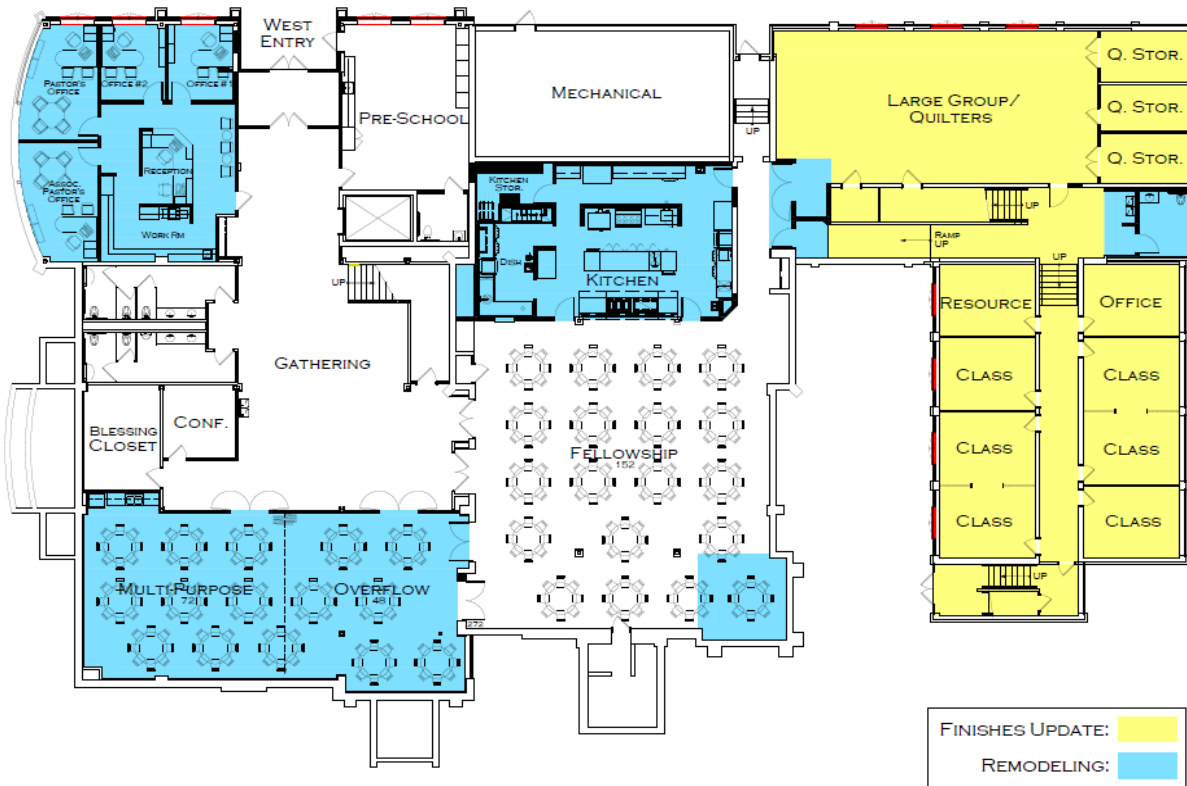 WEST
ENTRY
PASTOR'S
OFFICE
OFFICE #2
OFFICE #1
PRE-SCHOOL
MECHANICAL
UP
LARGE GROUP/
QUILTERS
Q. STOR.
Q. STOR.
Q. STOR.
RECEPTION
ASSOC.
PASTOR'S
OFFICE
WORK RM
KITCHEN
STOR.
DISH
KITCHEN
UP
RAMP
UP
UP
UP
RESOURCE
OFFICE
GATHERING
CLASS
CLASS
BLESSING
CLOSET
CONF.
FELLOWSHIP
152
CLASS
CLASS
CLASS
CLASS
MULTI-PURPOSE
72
OVERFLOW
48
272
UP
FINISHES UPDATE:
REMODELING: